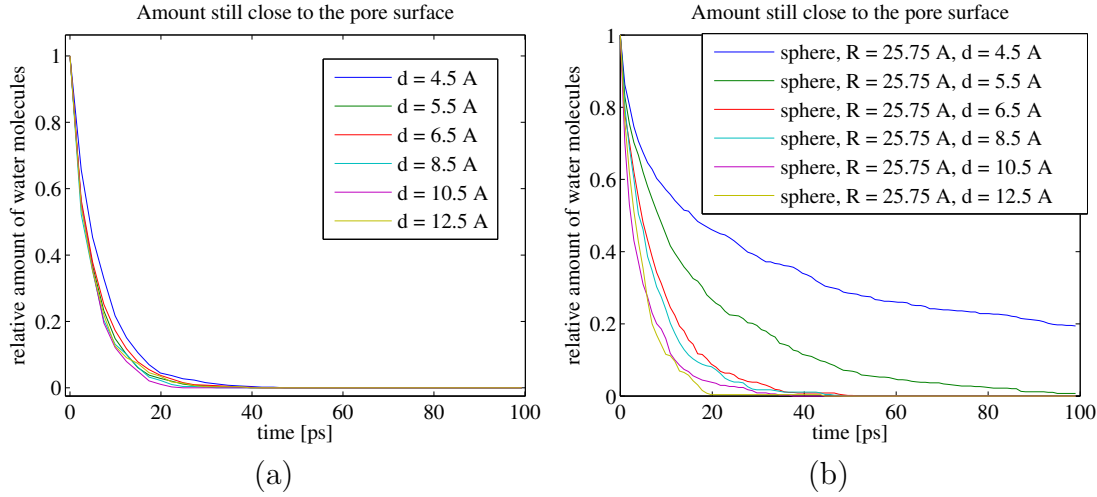 Amount still close to the pore surface
relative amount of water molecules
1
0.8
0.6
0.4
0.2
0
0
20
40
60
80
100
time [ps]
d = 4.5 A
d = 5.5 A
d = 6.5 A
d = 8.5 A
d = 10.5 A
d = 12.5 A
(a)
Amount still close to the pore surface
relative amount of water molecules
1
0.8
0.6
0.4
0.2
0
0
20
40
60
80
100
time [ps]
sphere, R = 25.75 A, d = 4.5 A
sphere, R = 25.75 A, d = 5.5 A
sphere, R = 25.75 A, d = 6.5 A
sphere, R = 25.75 A, d = 8.5 A
sphere, R = 25.75 A, d = 10.5 A
sphere, R = 25.75 A, d = 12.5 A
(b)